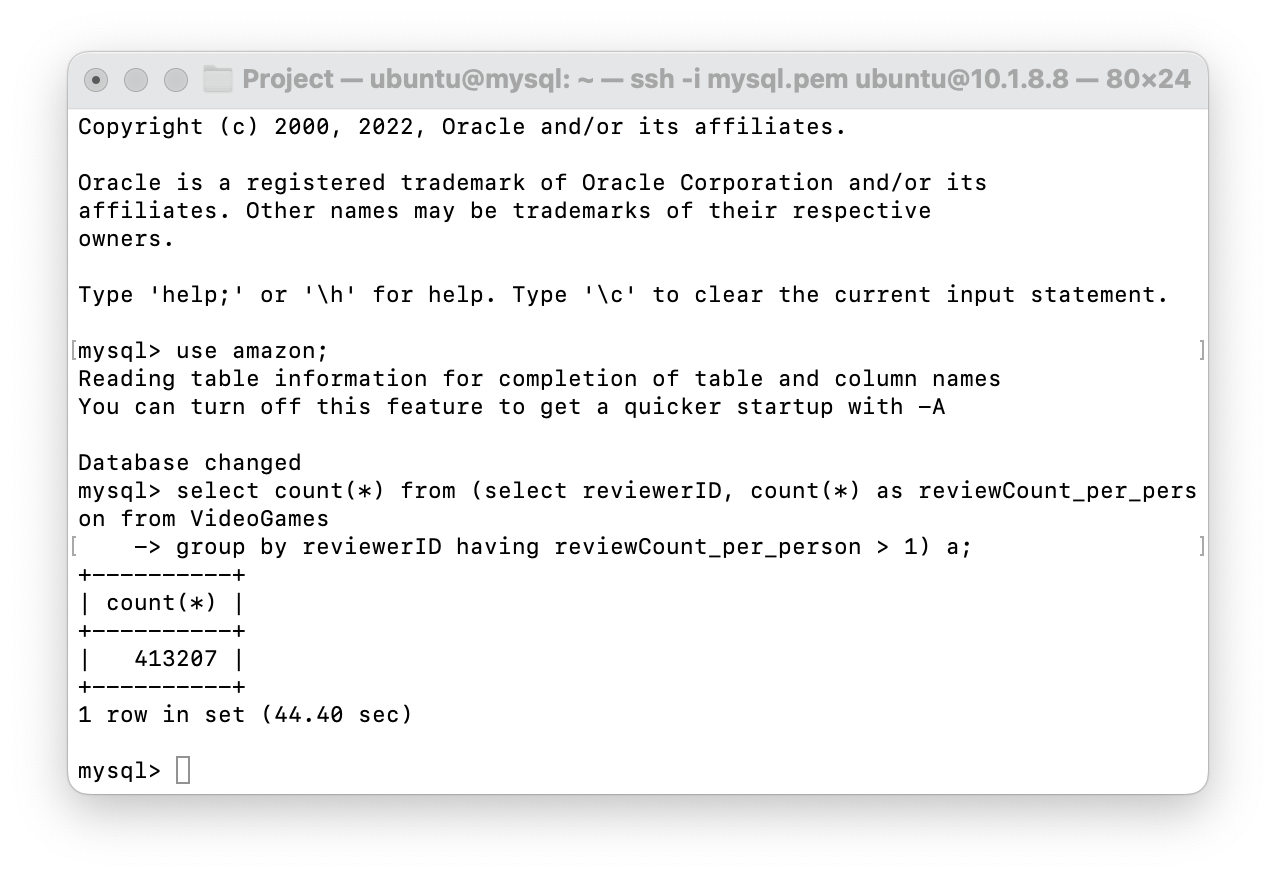 Project — ubuntu@mysql: ~ — ssh -i mysql.pem ubuntu@10.1.8.8 — 80×24
Copyright (c) 2000, 2022, Oracle and/or its affiliates.
Oracle is a registered trademark of Oracle Corporation and/or its
affiliates. Other names may be trademarks of their respective
owners.
Type 'help;' or '\h' for help. Type '\c' to clear the current input statement.
[mysql> use amazon; ]
Reading table information for completion of table and column names
You can turn off this feature to get a quicker startup with -A
Database changed
mysql> select count(*) from (select reviewerID, count(*) as reviewCount_per_pers
on from VideoGames
[    -> group by reviewerID having reviewCount_per_person > 1) a; ]
+----------+
| count(*) |
+----------+
|   413207 |
+----------+
1 row in set (44.40 sec)
mysql>